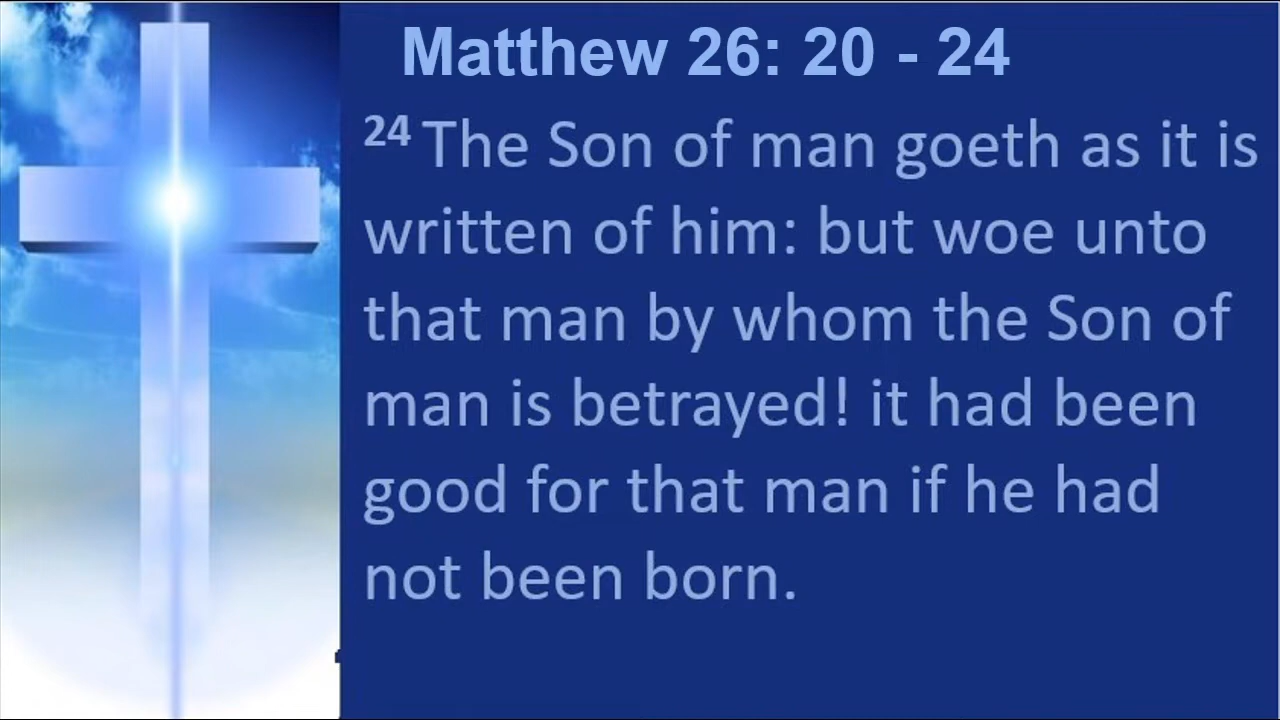 Matthew 26: 20 - 24
24 The Son of man goeth as it is
written of him: but woe unto
that man by whom the Son of
man is betrayed! it had been
good for that man if he had
not been born.